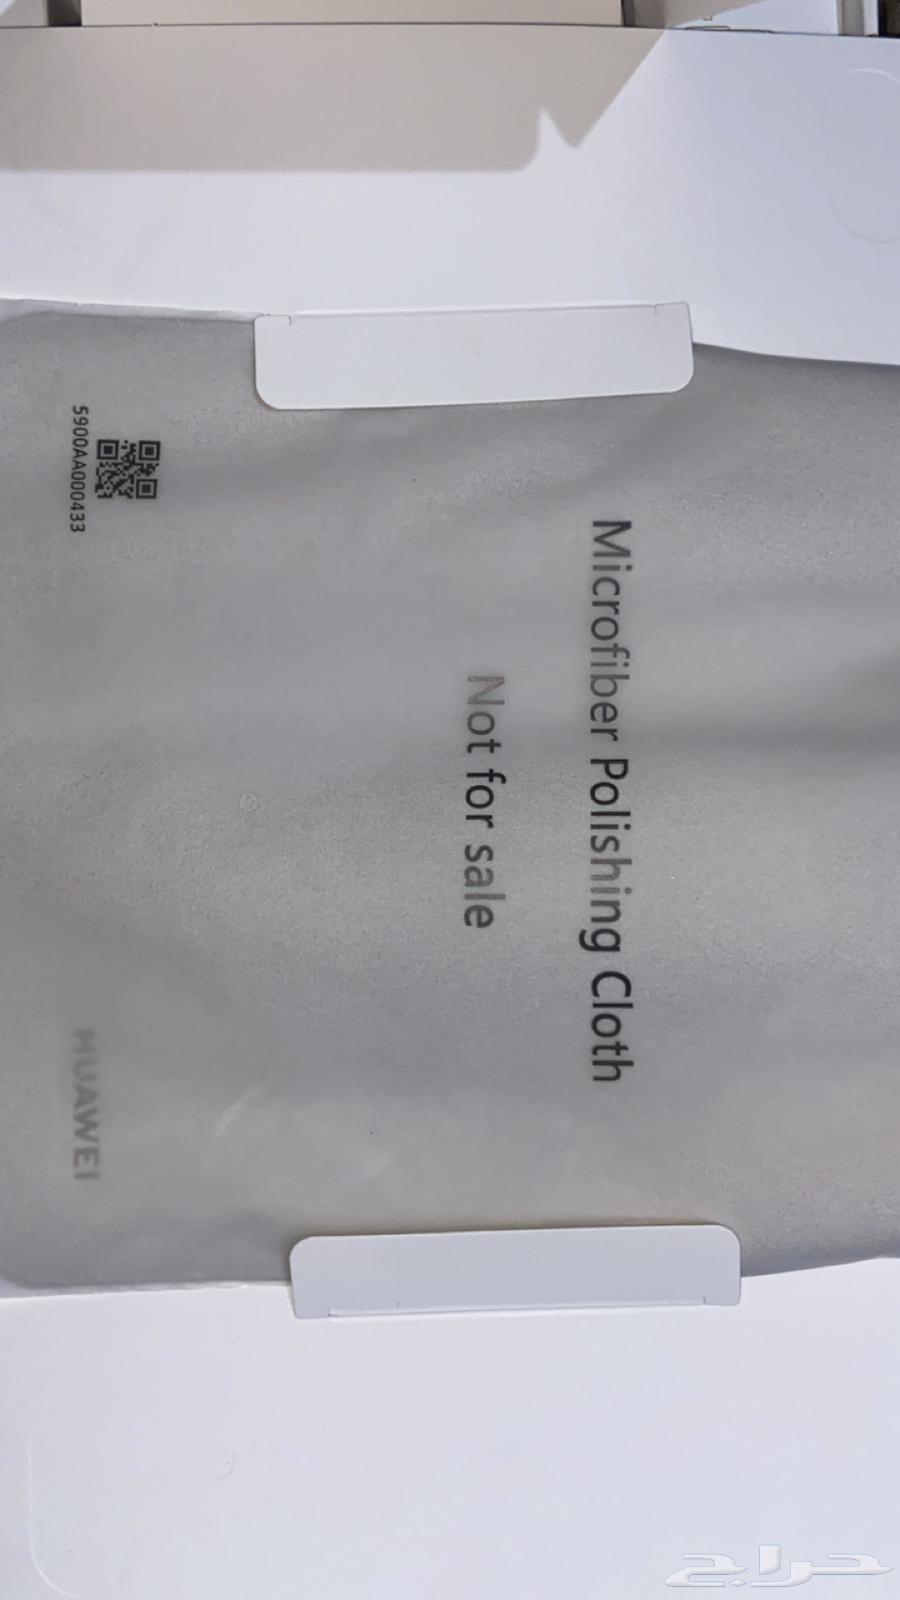 Microfiber Polishing Cloth
Not for sale
5900AA000433
HUAWEI
حراج